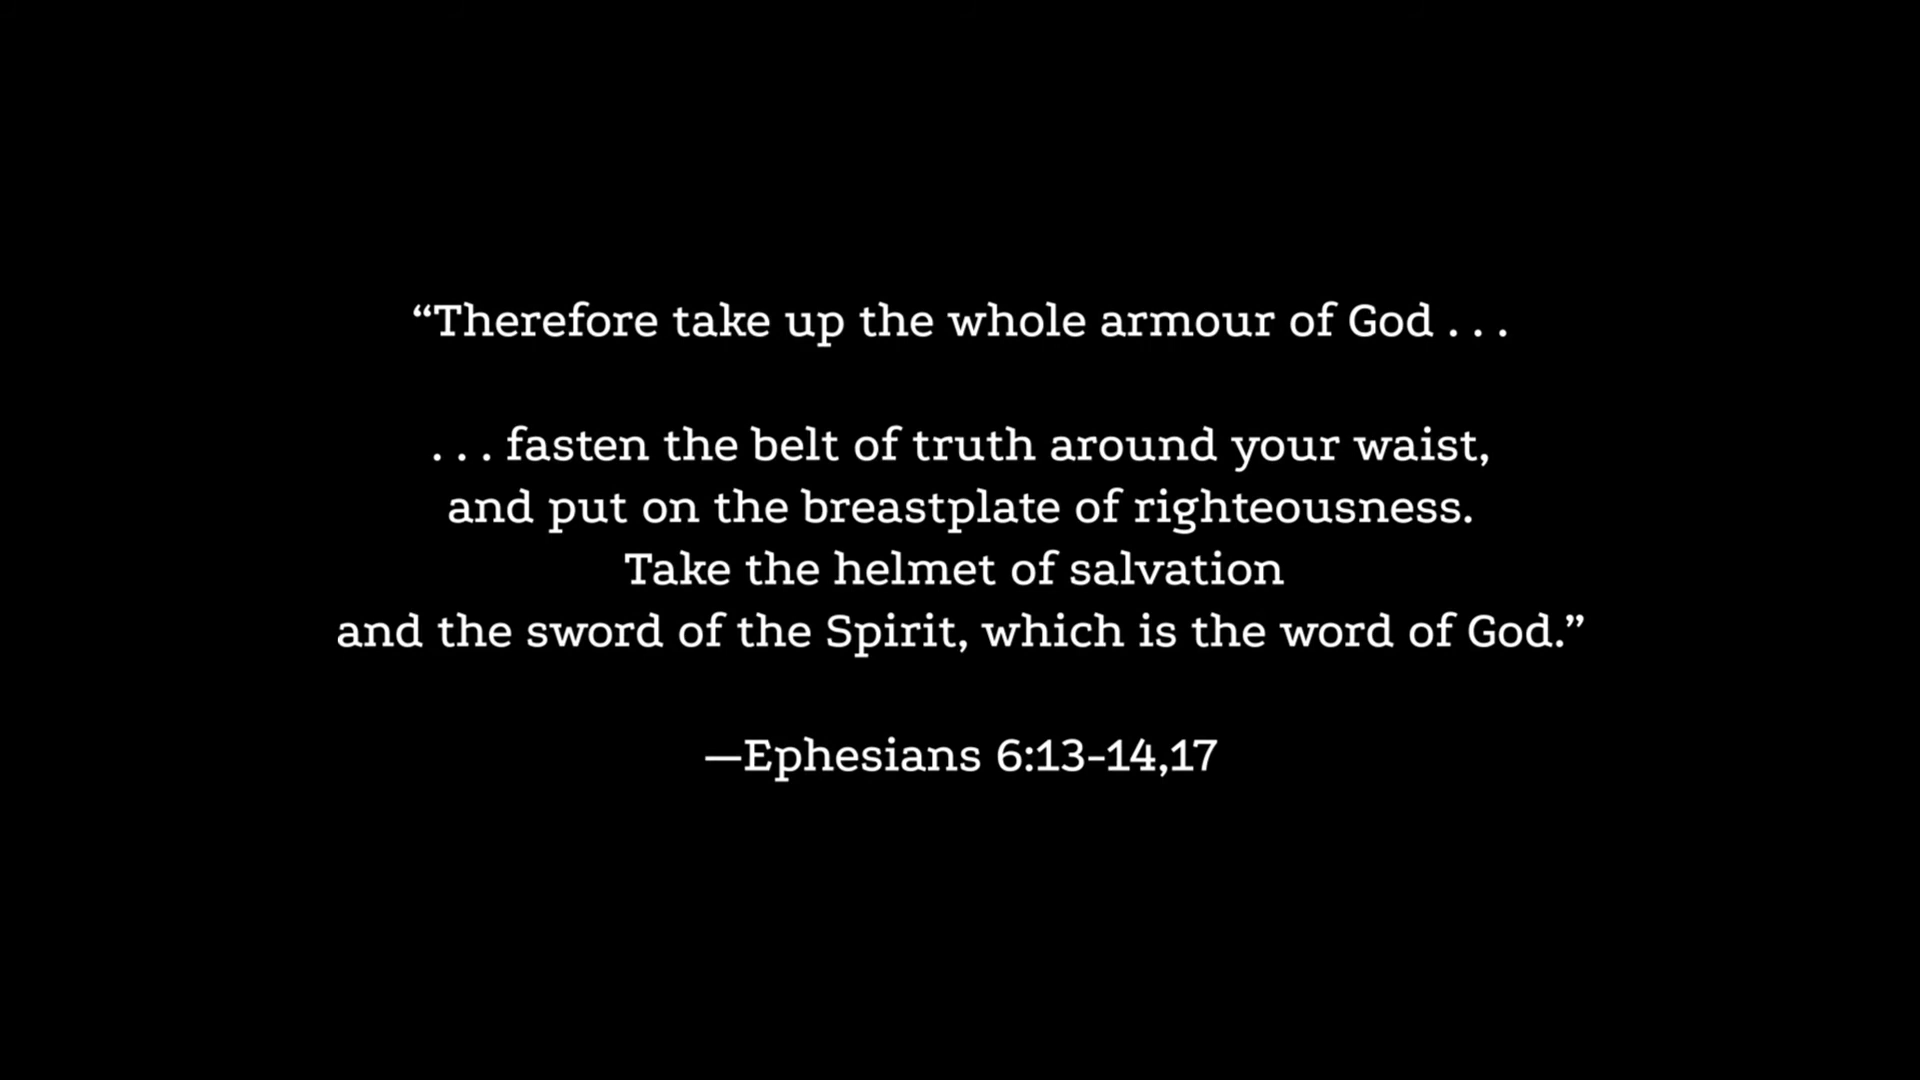 “Therefore take up the whole armour of God . . .
. . . fasten the belt of truth around your waist,
and put on the breastplate of righteousness.
Take the helmet of salvation
and the sword of the Spirit, which is the word of God.”
—Ephesians 6:13–14,17